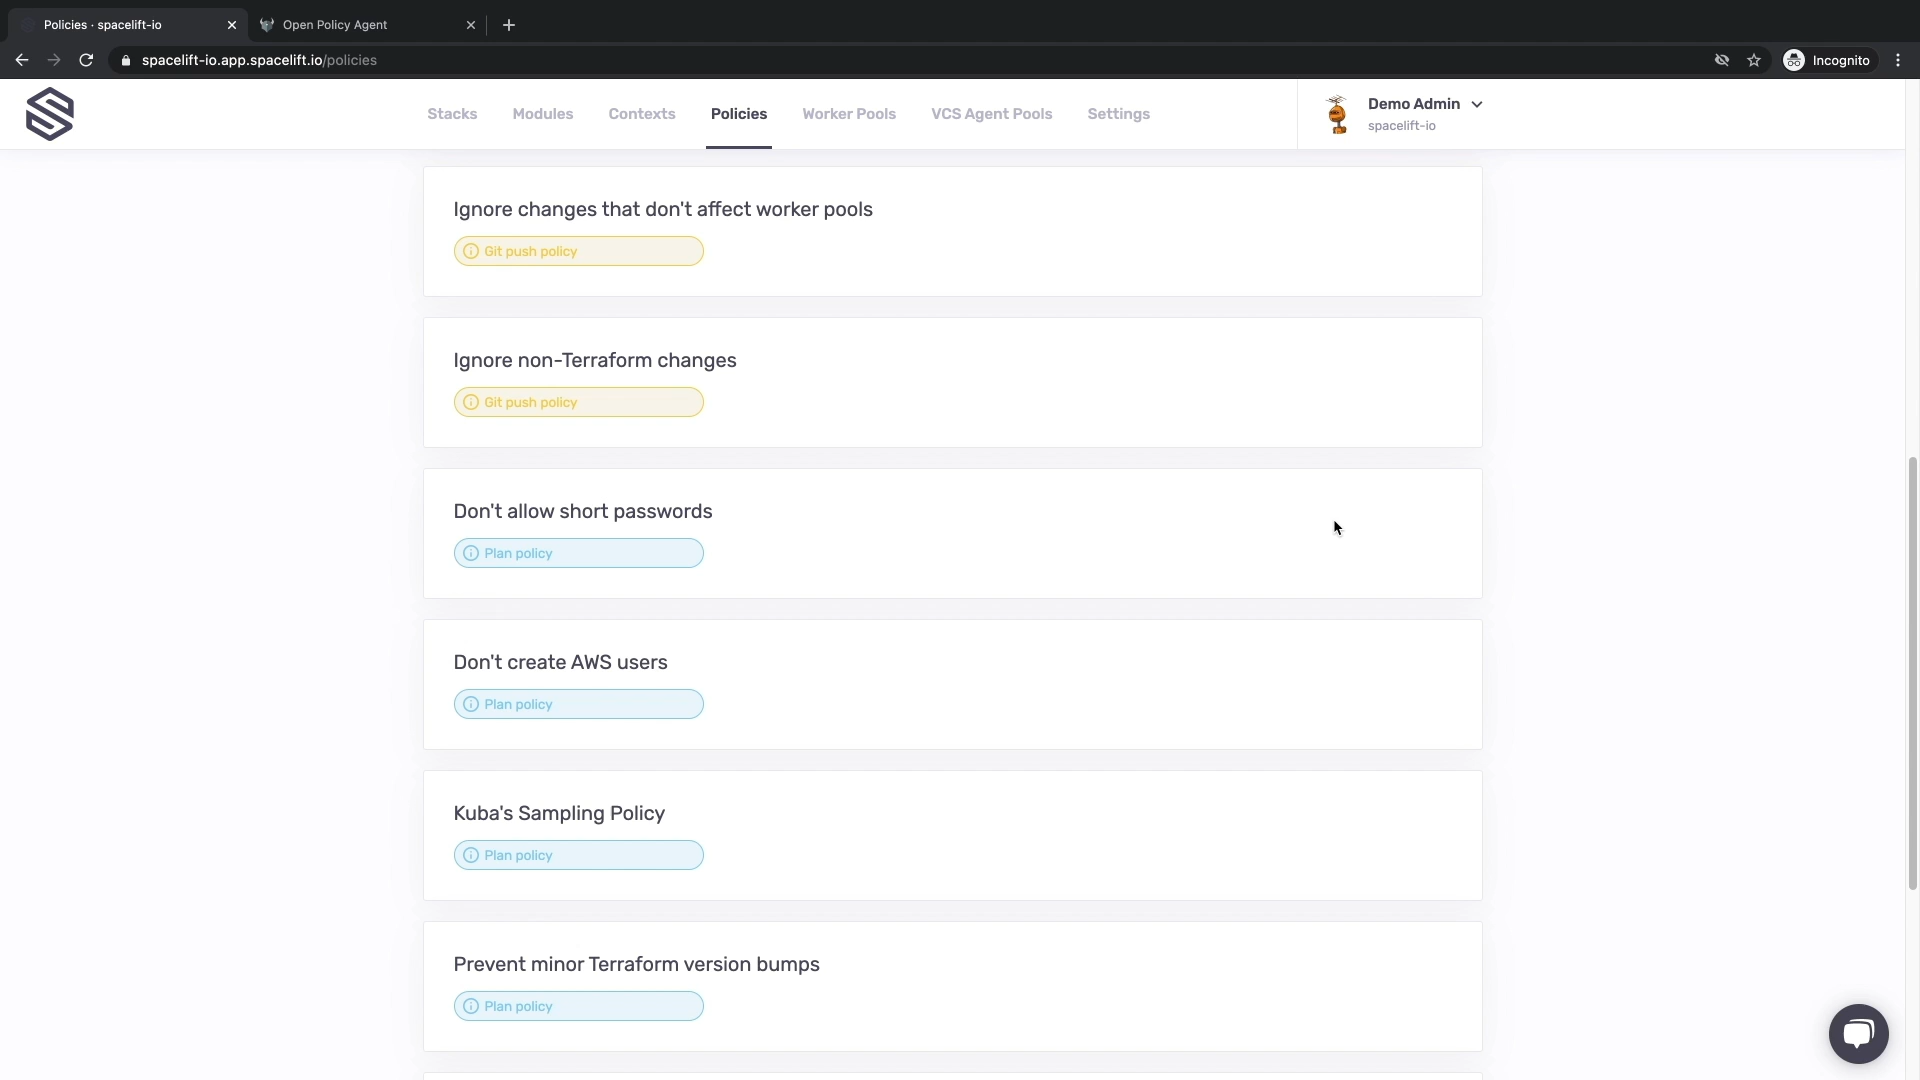 Policies · spacelift-io
Open Policy Agent
spacelift-io.app.spacelift.io/policies
Incognito
Stacks
Modules
Contexts
Policies
Worker Pools
VCS Agent Pools
Settings
Demo Admin
spacelift-io
Ignore changes that don't affect worker pools
Git push policy
Ignore non-Terraform changes
Git push policy
Don't allow short passwords
Plan policy
Don't create AWS users
Plan policy
Kuba's Sampling Policy
Plan policy
Prevent minor Terraform version bumps
Plan policy